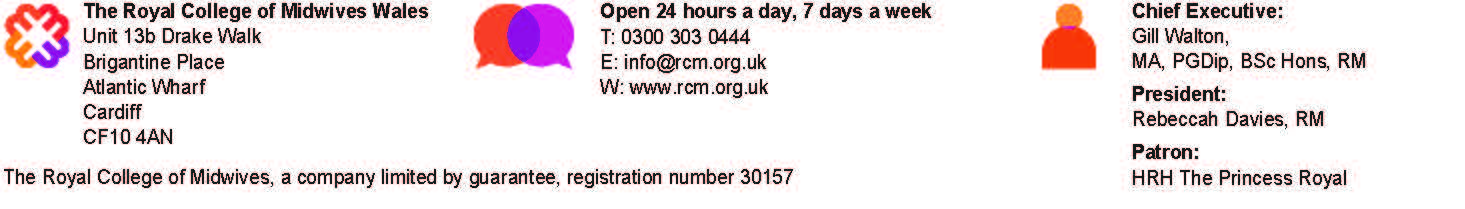 The Royal College of Midwives Wales
Unit 13b Drake Walk
Brigantine Place
Atlantic Wharf
Cardiff
CF10 4AN
Open 24 hours a day, 7 days a week
T: 0300 303 0444
E: info@rcm.org.uk
W: www.rcm.org.uk
Chief Executive:
Gill Walton,
MA, PGDip, BSc Hons, RM
President:
Rebeccah Davies, RM
Patron:
HRH The Princess Royal
The Royal College of Midwives, a company limited by guarantee, registration number 30157